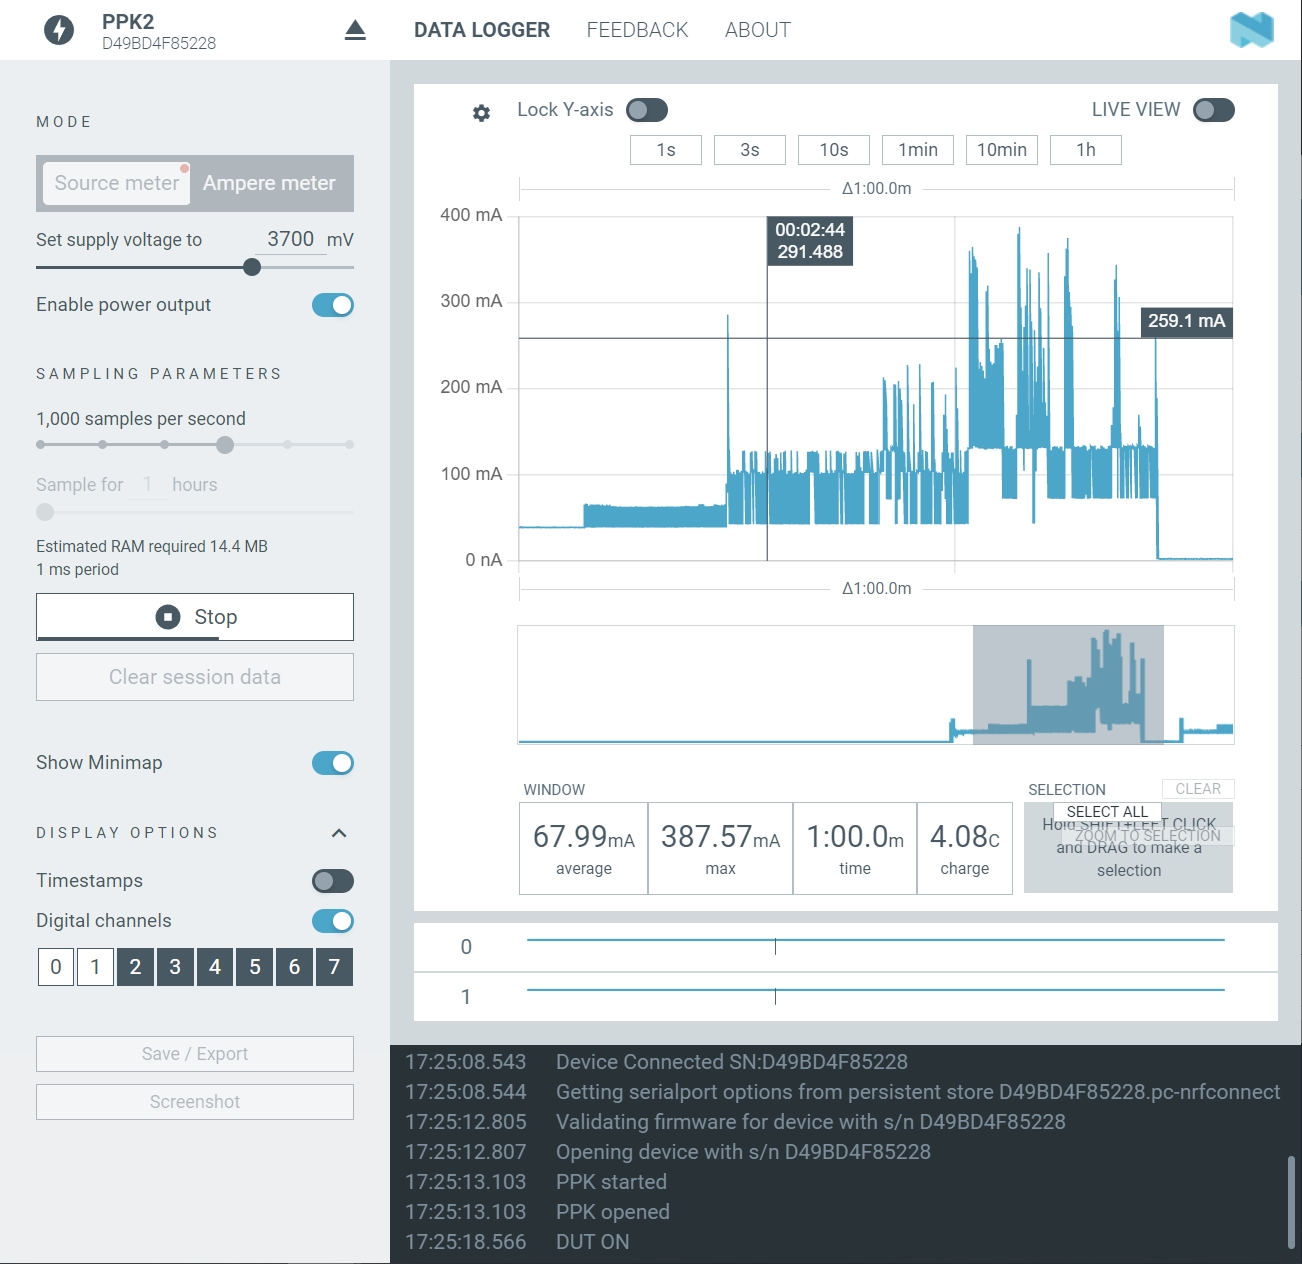 PPK2
D49BD4F85228
DATA LOGGER
FEEDBACK
ABOUT
MODE
Source meter
Ampere meter
Set supply voltage to 3700 mV
Enable power output
SAMPLING PARAMETERS
1,000 samples per second
Sample for 1 hours
Estimated RAM required 14.4 MB
1 ms period
Stop
Clear session data
Show Minimap
DISPLAY OPTIONS
Timestamps
Digital channels
0 1 2 3 4 5 6 7
Save / Export
Screenshot
Lock Y-axis
LIVE VIEW
1s 3s 10s 1min 10min 1h
Δ1:00.0m
400 mA
00:02:44
291.488
300 mA
259.1 mA
200 mA
100 mA
0 nA
Δ1:00.0m
WINDOW
67.99mA
average
387.57mA
max
1:00.0m
time
4.08C
charge
SELECTION
CLEAR
SELECT ALL
Hold SHIFT+LEFT CLICK
ZOOM TO SELECTION
and DRAG to make a
selection
0
1
17:25:08.543 Device Connected SN:D49BD4F85228
17:25:08.544 Getting serialport options from persistent store D49BD4F85228.pc-nrfconnect
17:25:12.805 Validating firmware for device with s/n D49BD4F85228
17:25:12.807 Opening device with s/n D49BD4F85228
17:25:13.103 PPK started
17:25:13.103 PPK opened
17:25:18.566 DUT ON